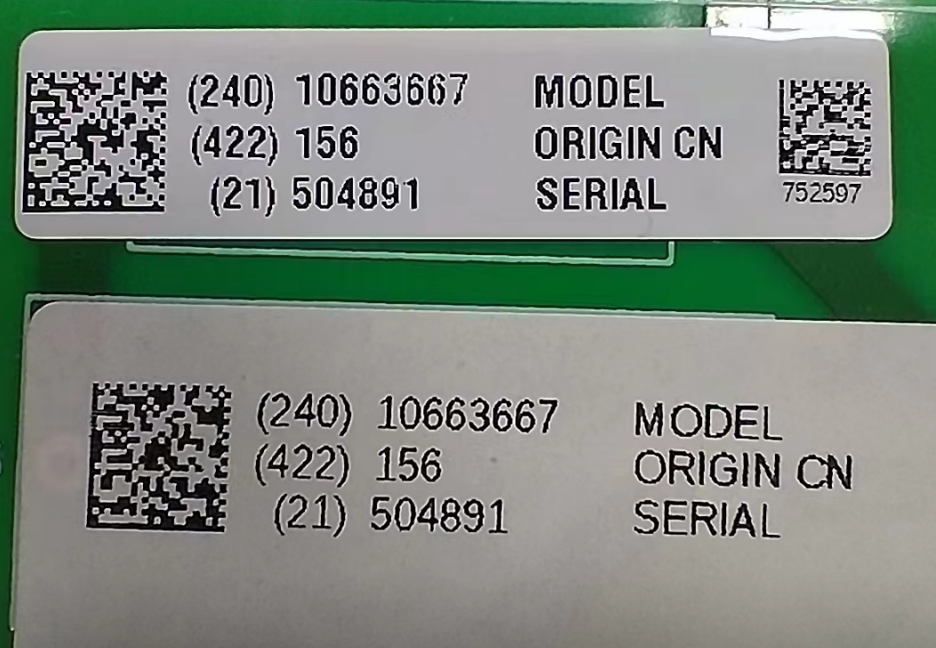 (240) 10663667 MODEL
(422) 156 ORIGIN CN
(21) 504891 SERIAL
752597
(240) 10663667 MODEL
(422) 156 ORIGIN CN
(21) 504891 SERIAL